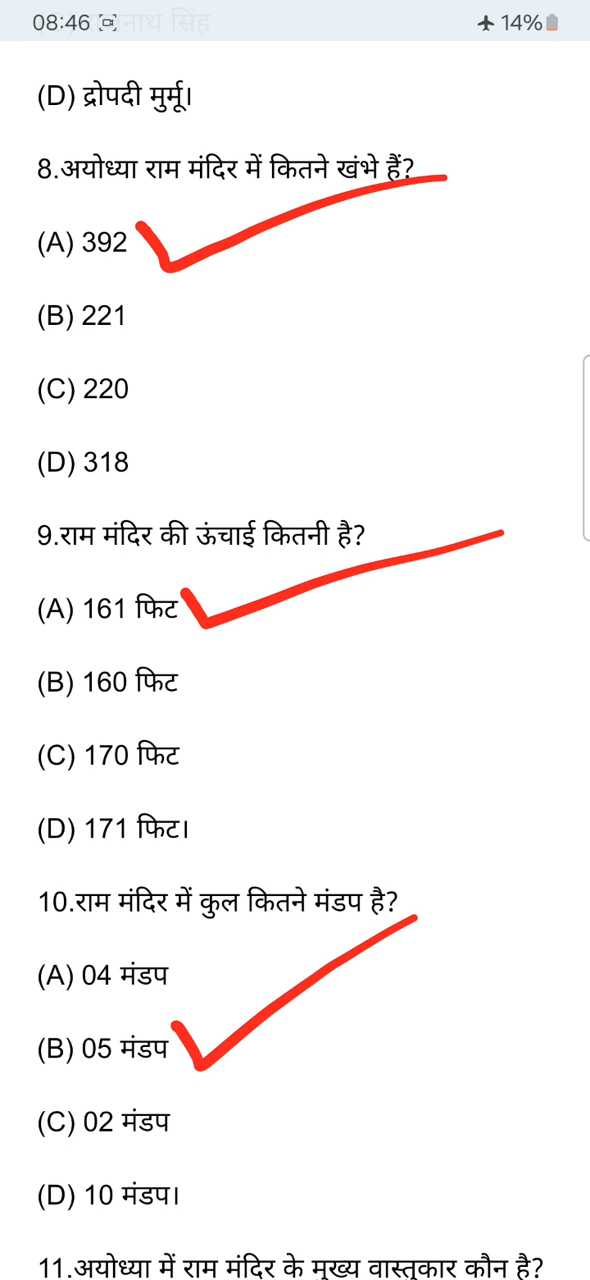 08:46
14%
(D) द्रोपदी मुर्मू।
8.अयोध्या राम मंदिर में कितने खंभे हैं?
(A) 392
(B) 221
(C) 220
(D) 318
9.राम मंदिर की ऊंचाई कितनी है?
(A) 161 फिट
(B) 160 फिट
(C) 170 फिट
(D) 171 फिट।
10.राम मंदिर में कुल कितने मंडप है?
(A) 04 मंडप
(B) 05 मंडप
(C) 02 मंडप
(D) 10 मंडप।
11.अयोध्या में राम मंदिर के मुख्य वास्तुकार कौन है?